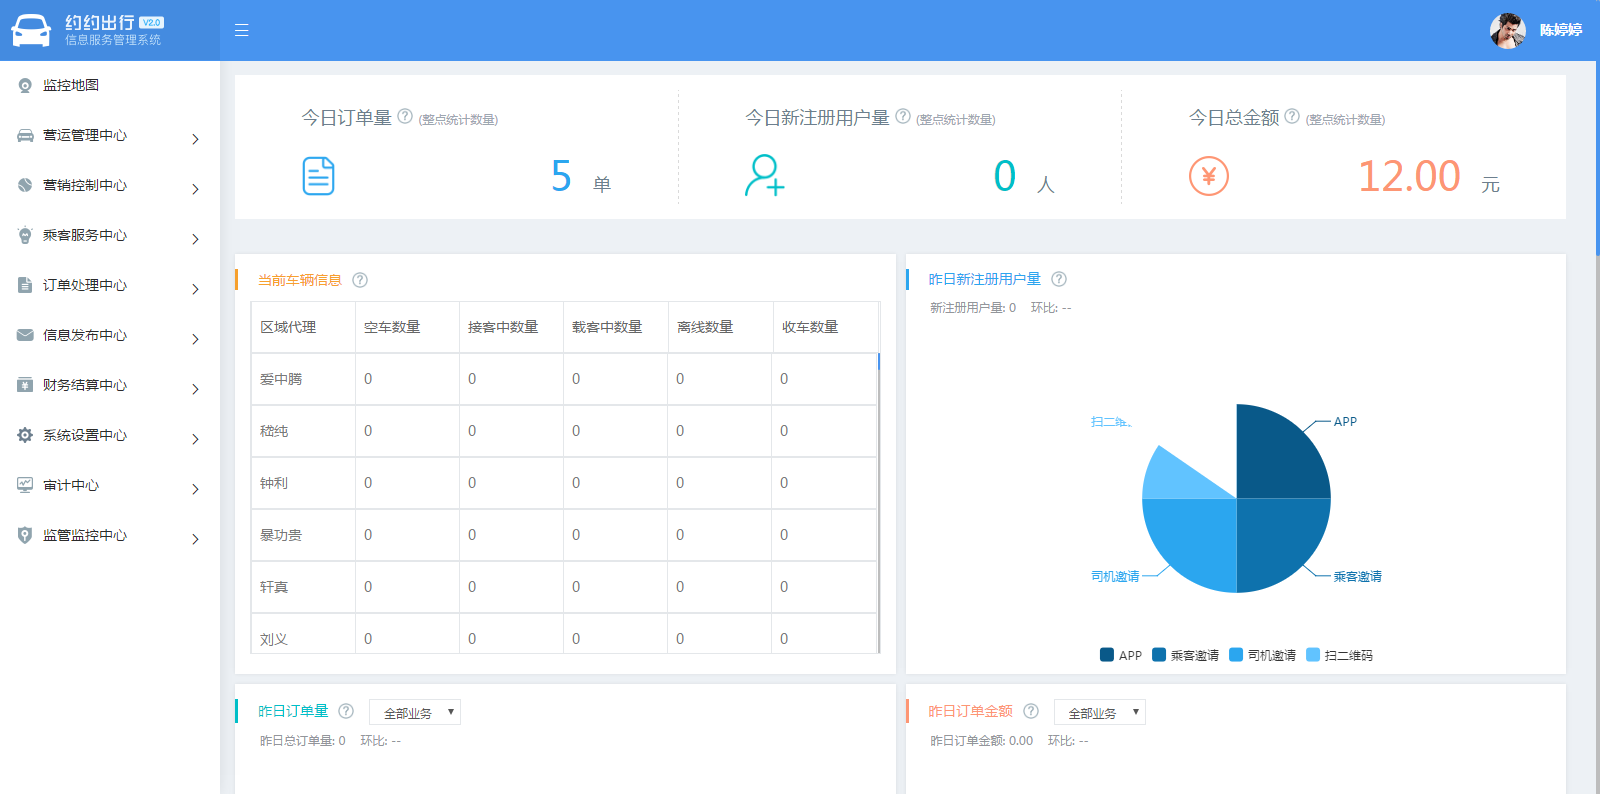 约约出行 V2.0
信息服务管理系统
陈婷婷
监控地图
营运管理中心
营销控制中心
乘客服务中心
订单处理中心
信息发布中心
财务结算中心
系统设置中心
审计中心
监管监控中心
今日订单量 ? (整点统计数量)
5 单
今日新注册用户量 ? (整点统计数量)
0 人
今日总金额 ? (整点统计数量)
¥ 12.00 元
当前车辆信息 ?
区域代理 空车数量 接客中数量 载客中数量 离线数量 收车数量
爱中腾 0 0 0 0 0
嵇纯 0 0 0 0 0
钟利 0 0 0 0 0
暴功贵 0 0 0 0 0
轩真 0 0 0 0 0
刘义 0 0 0 0 0
昨日新注册用户量 ?
新注册用户量: 0 环比: --
扫二维
APP
司机邀请
乘客邀请
APP 乘客邀请 司机邀请 扫二维码
昨日订单量 ? 全部业务
昨日总订单量: 0 环比: --
昨日订单金额 ? 全部业务
昨日订单金额: 0.00 环比: --